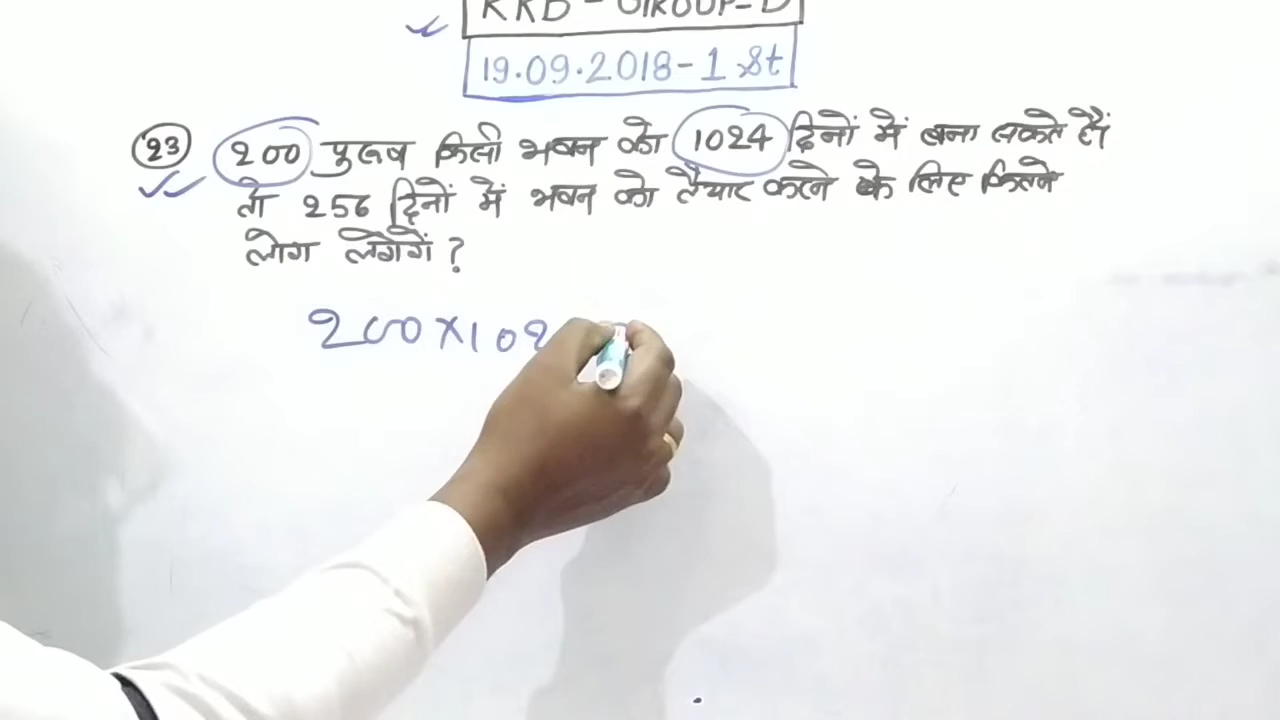 RRB - GROUP-D
19.09.2018-1 st
23 200 पुरूष किसी भवन को 1024 दिनों में बना सकते हैं
तो 256 दिनों में भवन को तैयार करने के लिए कितने
लोग लगेगें ?
200×102